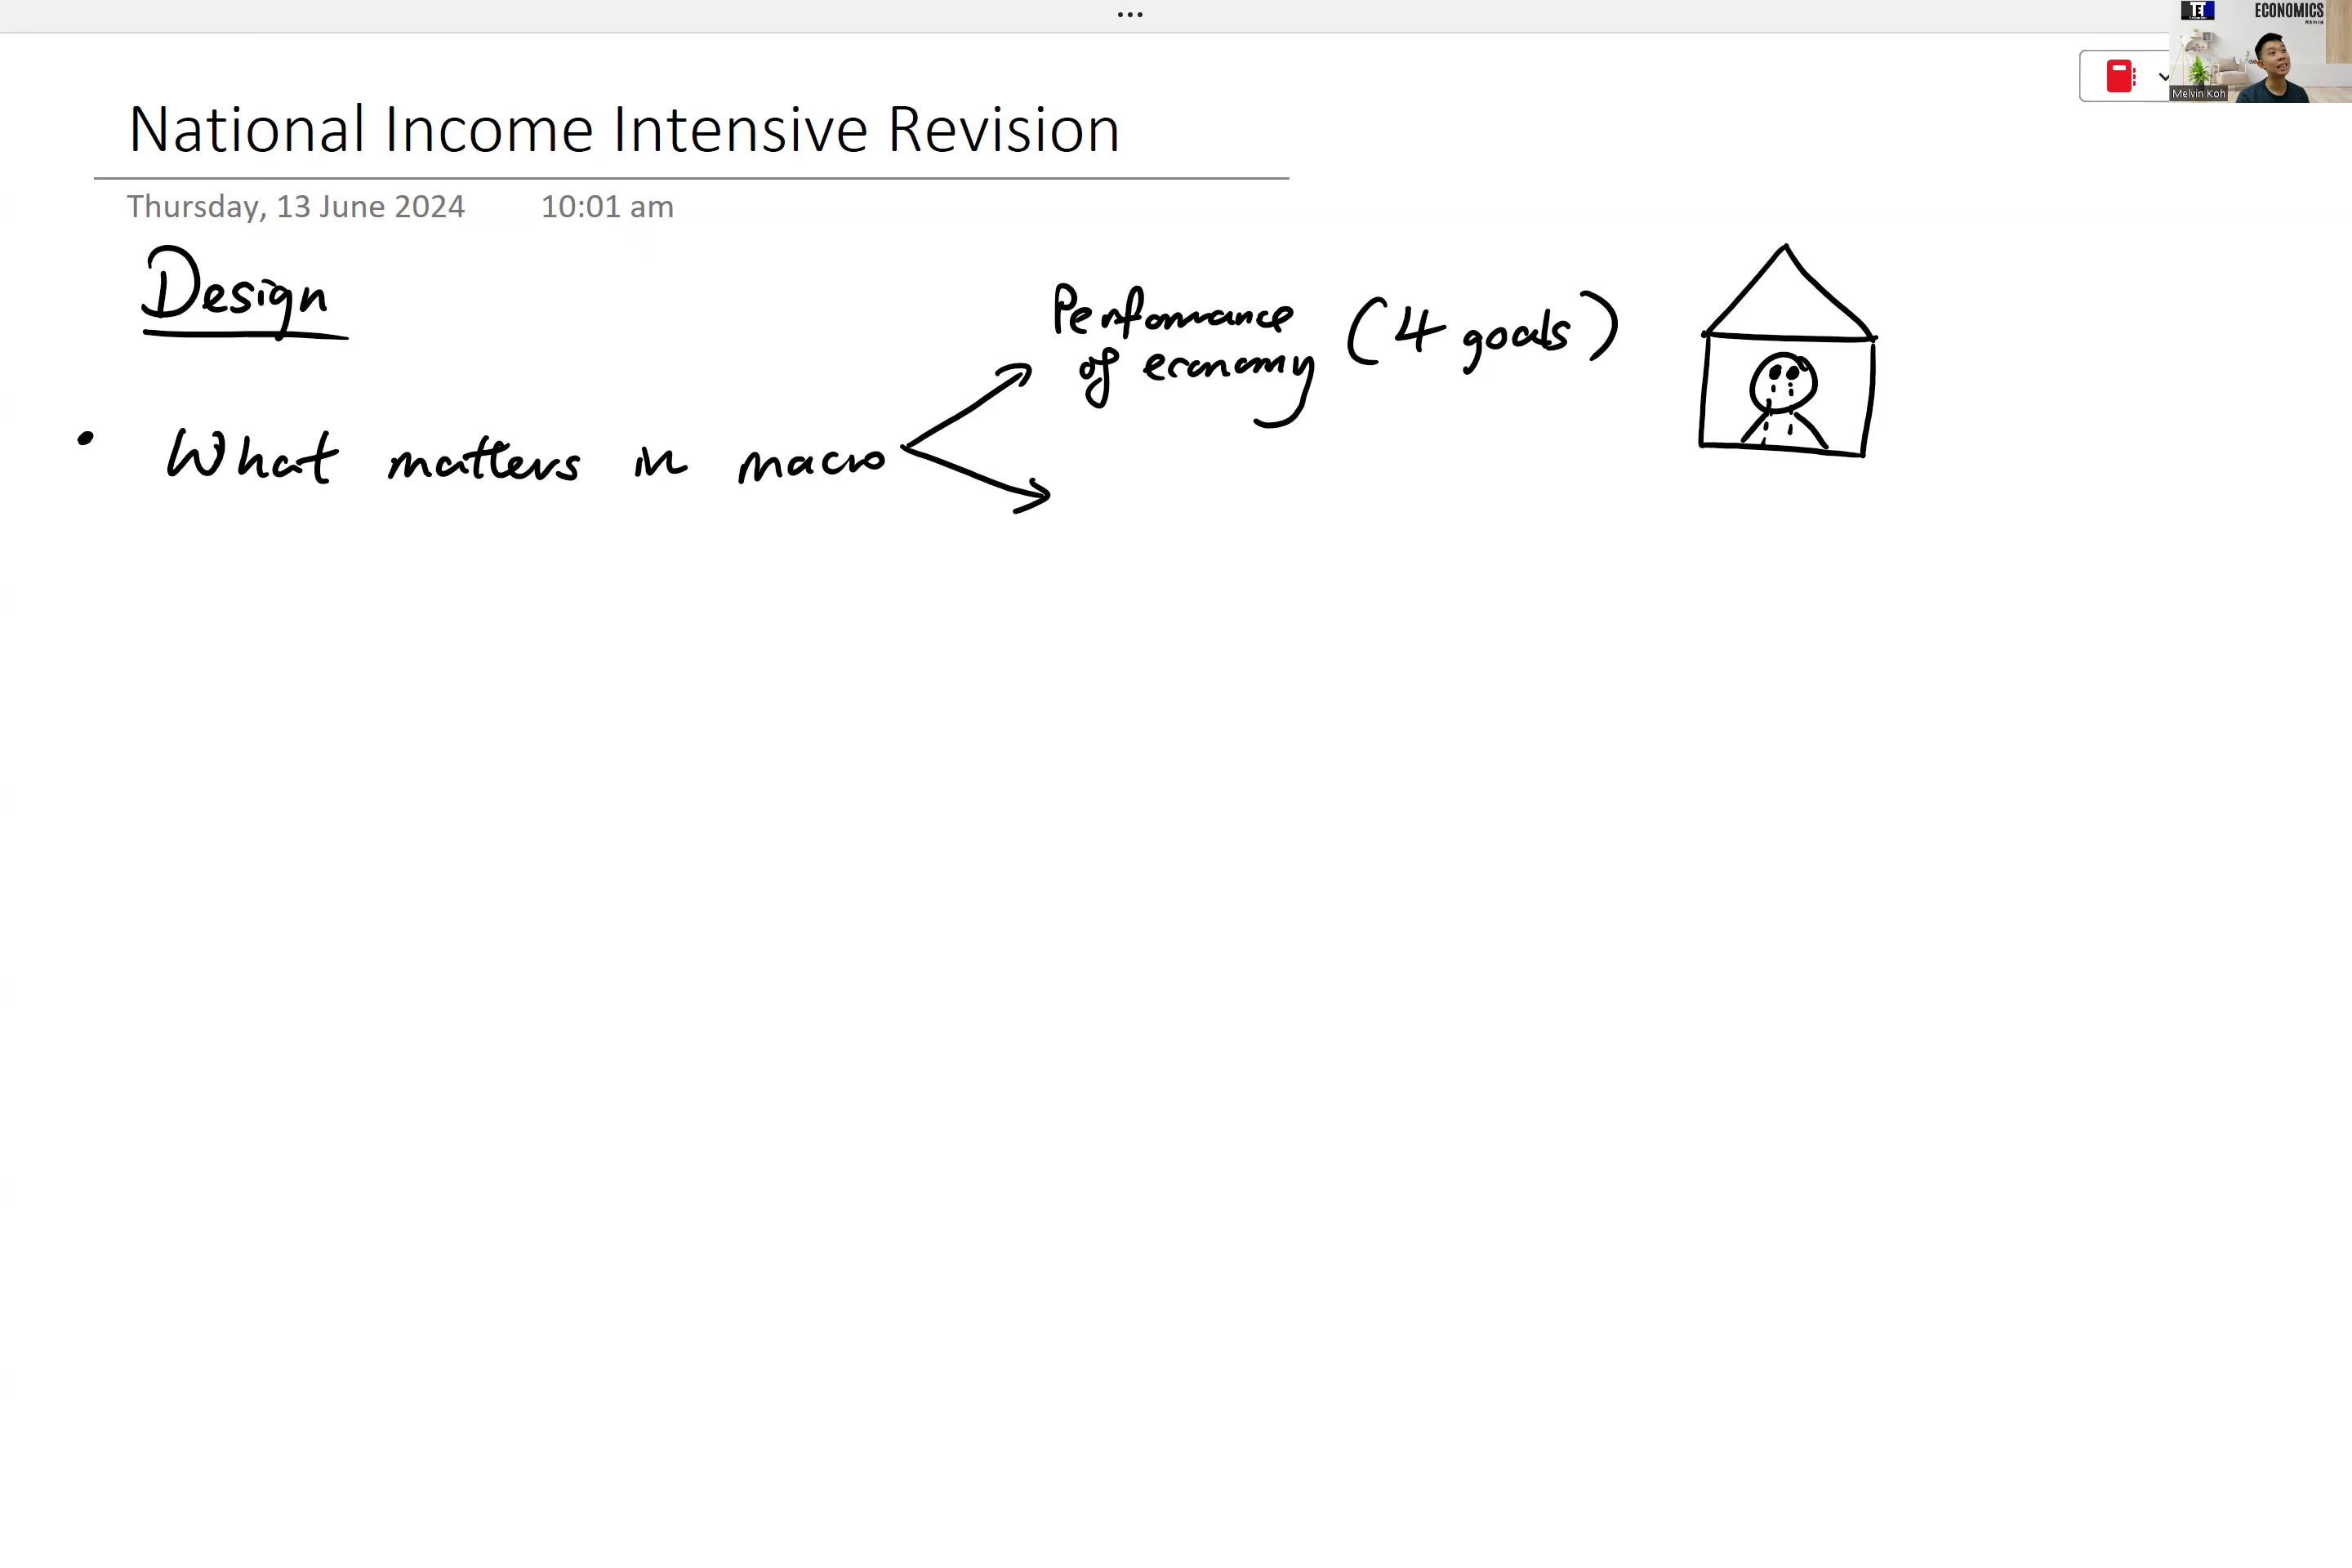 ECONOMICS
Melvin Koh
National Income Intensive Revision
Thursday, 13 June 2024 10:01 am
Design
Performance
of economy (4 goals)
• What matters in macro